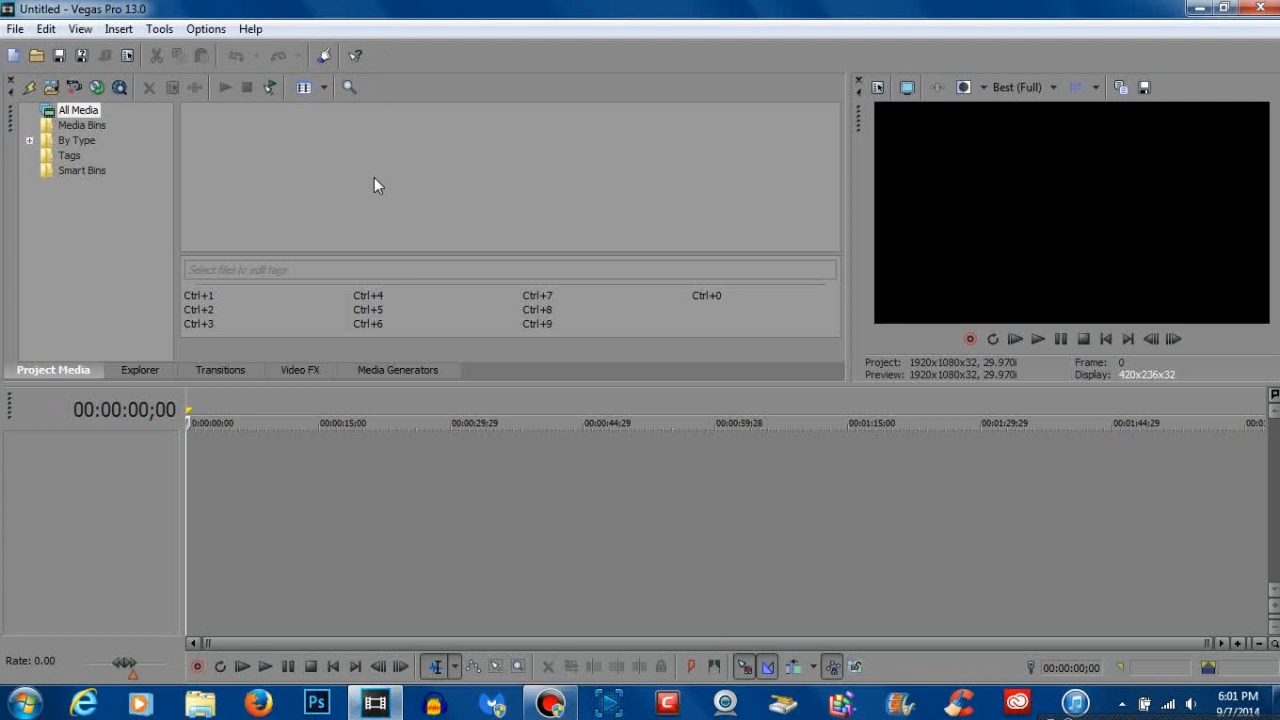 Untitled - Vegas Pro 13.0
File Edit View Insert Tools Options Help
Best (Full)
All Media
Media Bins
By Type
Tags
Smart Bins
Select files to edit tags
Ctrl+1 Ctrl+4 Ctrl+7 Ctrl+0
Ctrl+2 Ctrl+5 Ctrl+8
Ctrl+3 Ctrl+6 Ctrl+9
Project: 1920x1080x32, 29.970i Frame: 0
Preview: 1920x1080x32, 29.970i Display: 420x236x32
Project Media Explorer Transitions Video FX Media Generators
00:00:00;00
0:00:00;00 00:00:15;00 00:00:29;29 00:00:44;29 00:00:59;28 00:01:15;00 00:01:29;29 00:01:44;29 00:0
Rate: 0.00
00:00:00;00
Ps
C
6:01 PM
9/7/2014